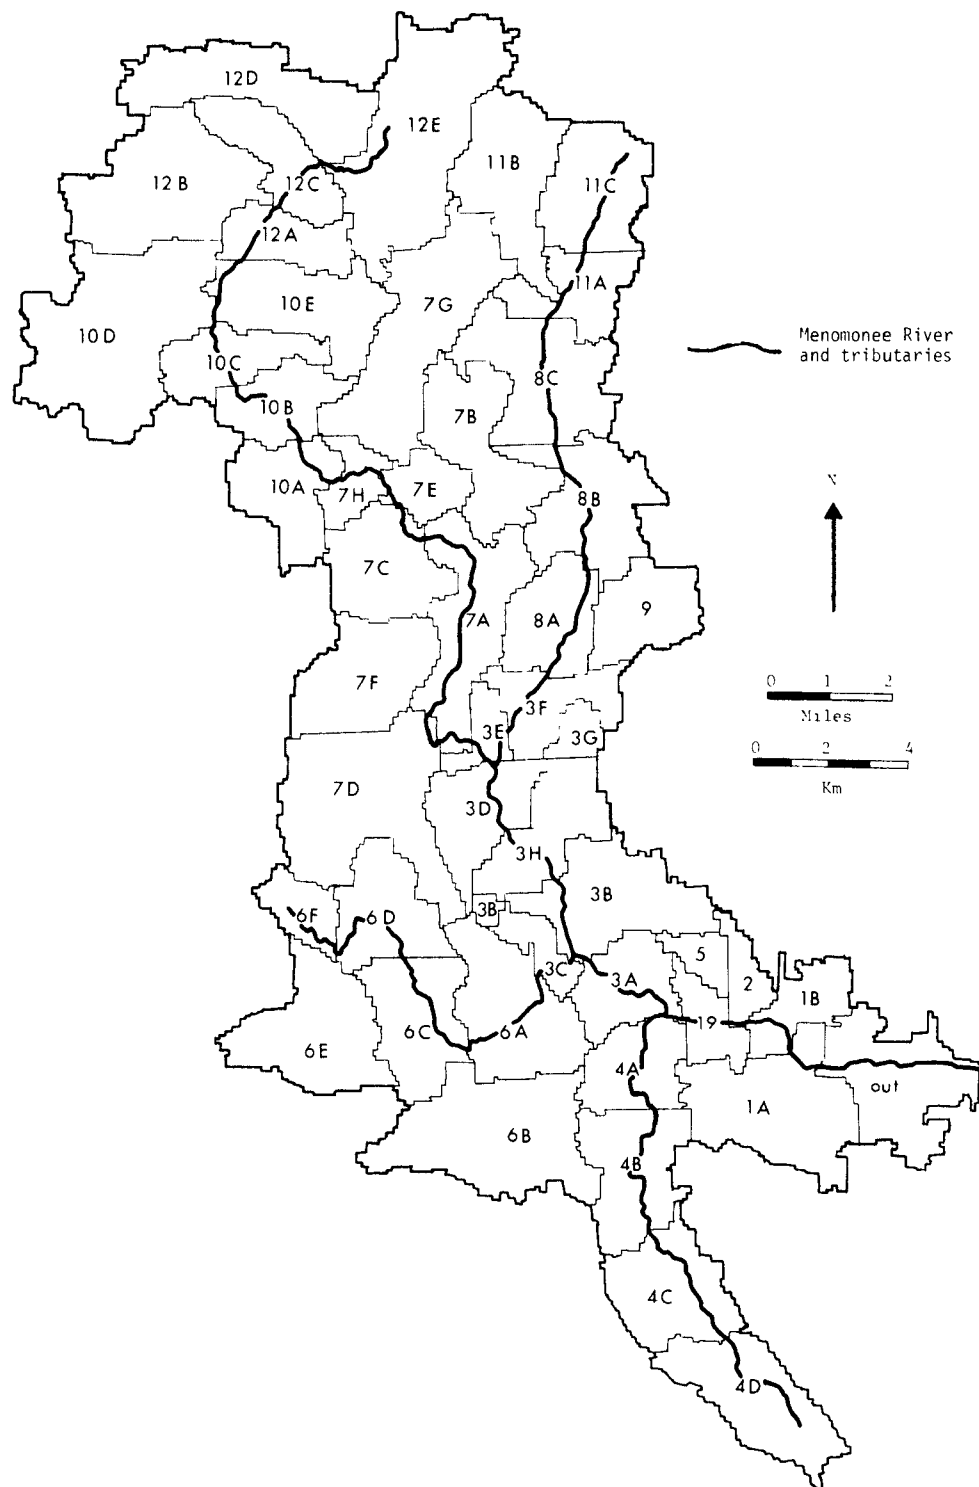 12D
12E
11B
12B
12C
11C
12A
11A
10E
7G
10D
Menomonee River
and tributaries
10C
8C
10B
7B
10A
7H
7E
8B
N
7C
7A
8A
9
0 1 2
Miles
7F
3F
3E
3G
0 2 4
Km
7D
3D
3H
3B
3B
6F
6D
5
3C
3A
2
1B
19
6C
6A
6E
4A
out
1A
6B
4B
4C
4D